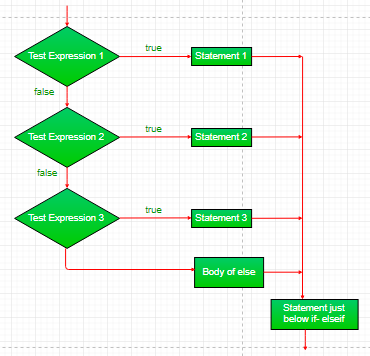 Test Expression 1
true
Statement 1
false
Test Expression 2
true
Statement 2
false
Test Expression 3
true
Statement 3
Body of else
Statement just
below if- elseif